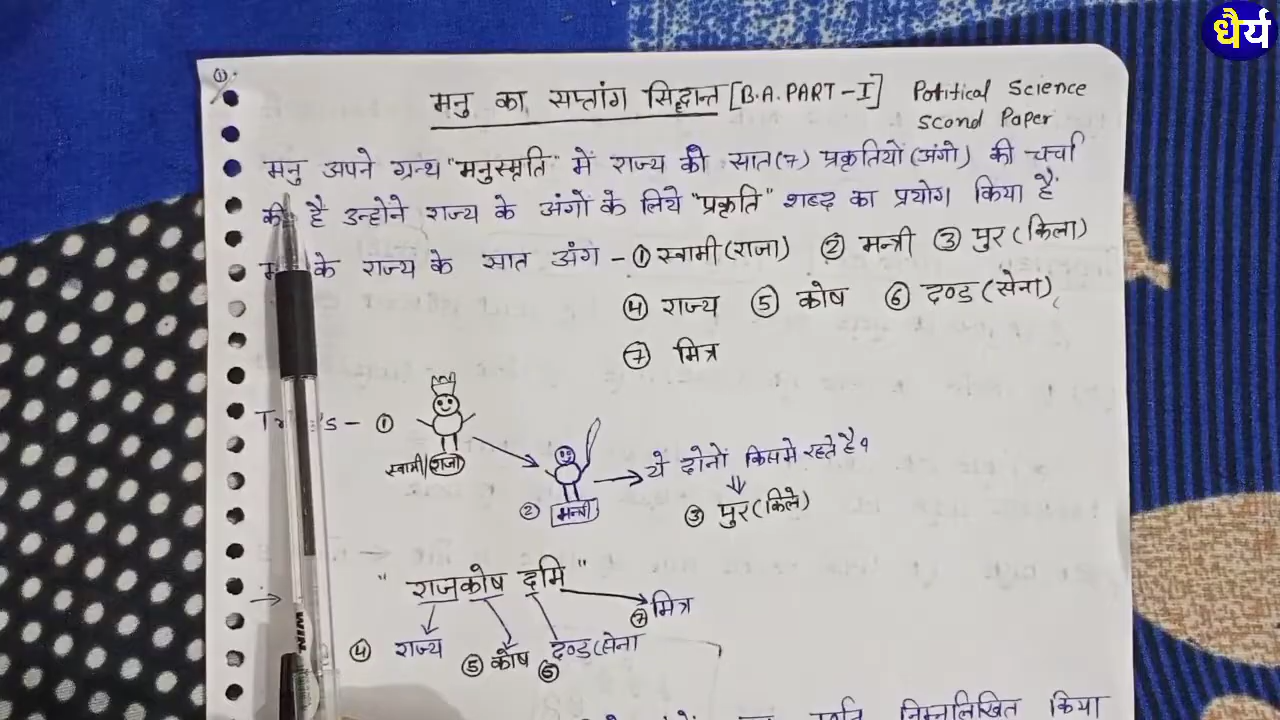 धैर्य
①
मनु का सप्तांग सिद्धान्त [B.A. PART-I] Political Science
Scond Paper
मनु अपने ग्रन्थ "मनुस्मृति" में राज्य की सात(7) प्रकृतियों (अंगो) की चर्चा
की है उन्होने राज्य के अंगों के लिये "प्रकृति" शब्द का प्रयोग किया है
के राज्य के सात अंग - ① स्वामी (राजा) ② मन्त्री ③ पुर (किला)
④ राज्य ⑤ कोष ⑥ दण्ड (सेना),
⑦ मित्र
①
स्वामी/राजा
② मन्त्री
→ ये दोनों किसमे रहते है?
③ पुर (किले)
" राजकोष दमि "
⑦ मित्र
④ राज्य ⑤ कोष ⑥ दण्ड (सेना
निम्नलिखित किया